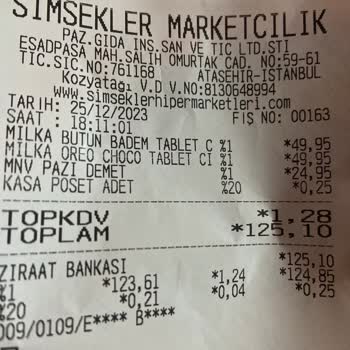 SIMSEKLER MARKETCILIK
PAZ.GIDA INS.SAN VE TIC LTD.STI
ESADPASA MAH.SALIH OMURTAK CAD. NO:59-61
TIC.SIC.NO:761168 ATASEHIR-ISTANBUL
Kozyatağı V.D V.NO:8130648994
www.simseklerhipermarketleri.com
TARIH: 25/12/2023
SAAT : 18:11:01 FIŞ NO: 00163
MILKA BUTUN BADEM TABLET C %1 *49,95
MILKA OREO CHOCO TABLET CI %1 *49,95
MNV PAZI DEMET %1 *24,95
KASA POSET ADET %20 *0,25
TOPKDV *1,28
TOPLAM *125,10
ZIRAAT BANKASI *125,10
%1 *123,61 *1,24 *124,85
%20 *0,21 *0,04 *0,25
009/0109/E**** B****